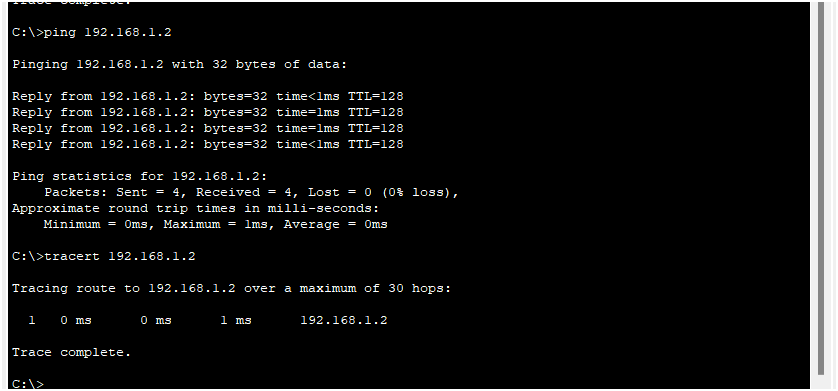 Trace complete.
C:\>ping 192.168.1.2
Pinging 192.168.1.2 with 32 bytes of data:
Reply from 192.168.1.2: bytes=32 time<1ms TTL=128
Reply from 192.168.1.2: bytes=32 time=1ms TTL=128
Reply from 192.168.1.2: bytes=32 time=1ms TTL=128
Reply from 192.168.1.2: bytes=32 time<1ms TTL=128
Ping statistics for 192.168.1.2:
    Packets: Sent = 4, Received = 4, Lost = 0 (0% loss),
Approximate round trip times in milli-seconds:
    Minimum = 0ms, Maximum = 1ms, Average = 0ms
C:\>tracert 192.168.1.2
Tracing route to 192.168.1.2 over a maximum of 30 hops:
  1   0 ms      0 ms      1 ms      192.168.1.2
Trace complete.
C:\>